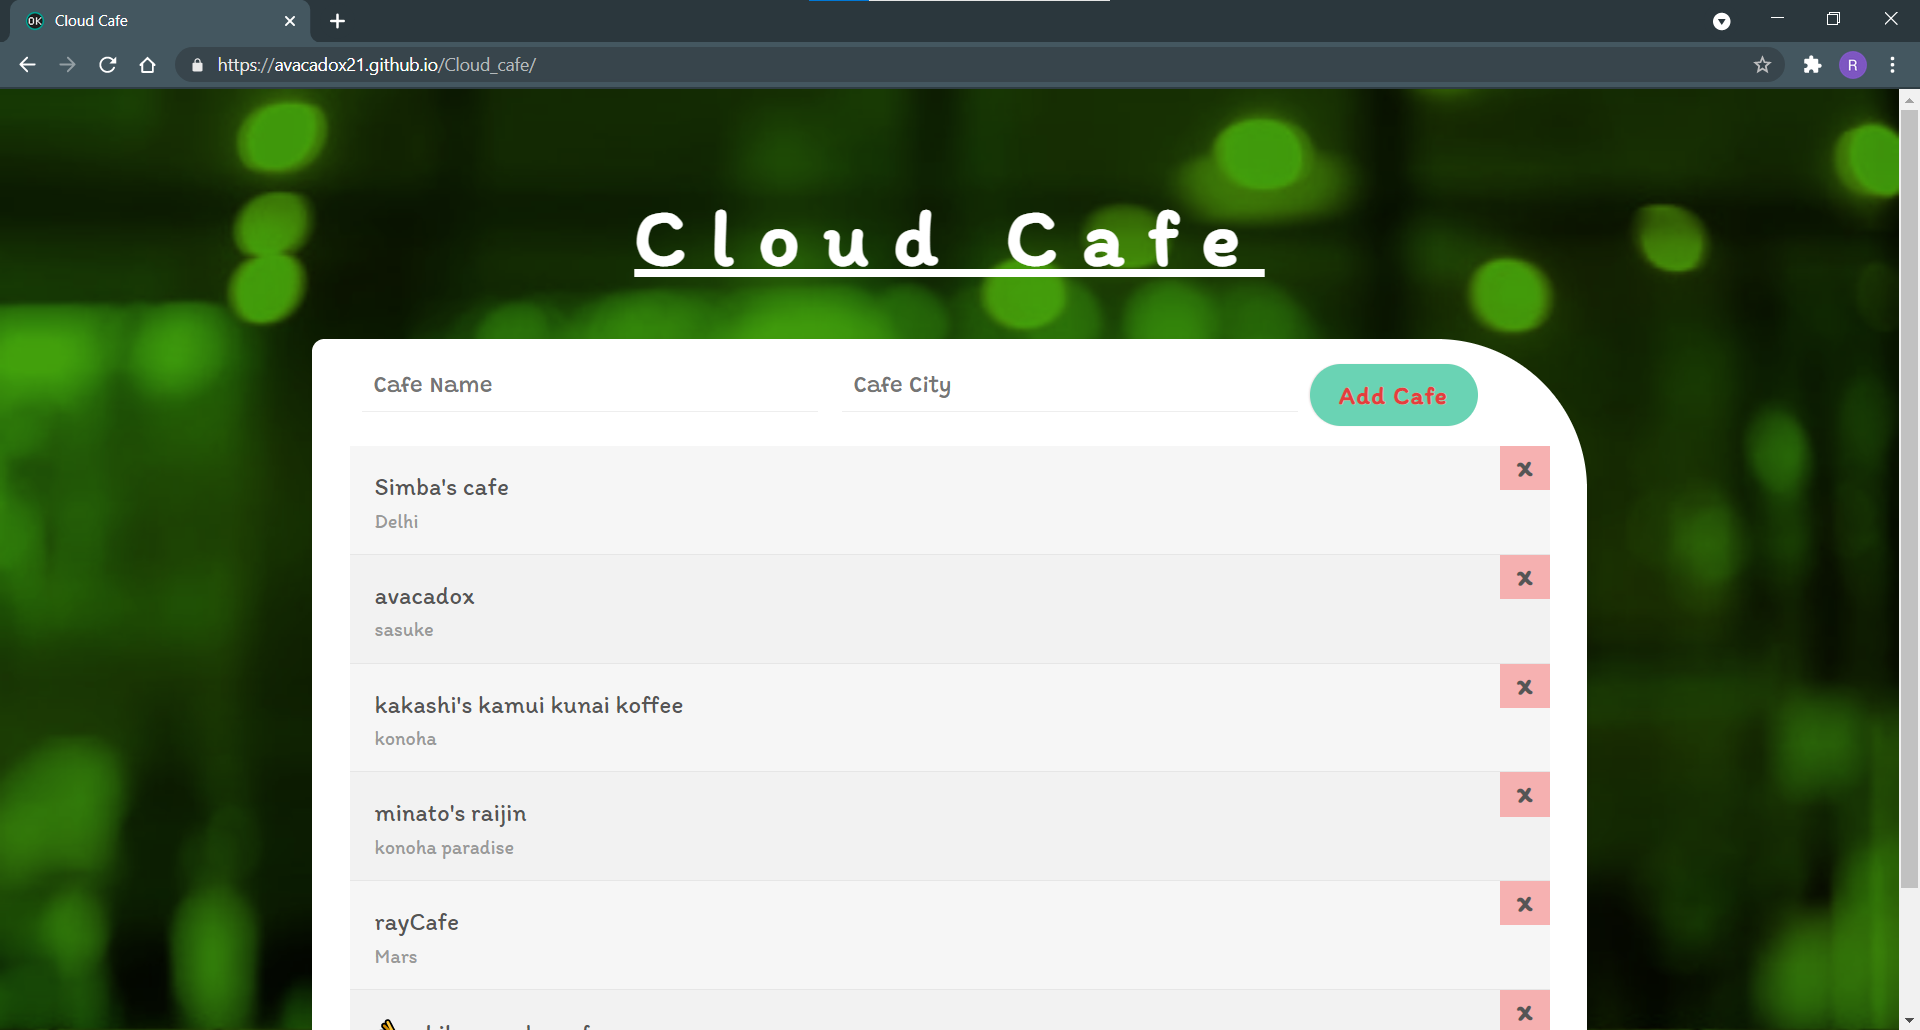 Cloud Cafe
https://avacadox21.github.io/Cloud_cafe/
R
Cloud Cafe
Cafe Name
Cafe City
Add Cafe
Simba's cafe
x
Delhi
avacadox
x
sasuke
kakashi's kamui kunai koffee
x
konoha
minato's raijin
x
konoha paradise
rayCafe
x
Mars
x